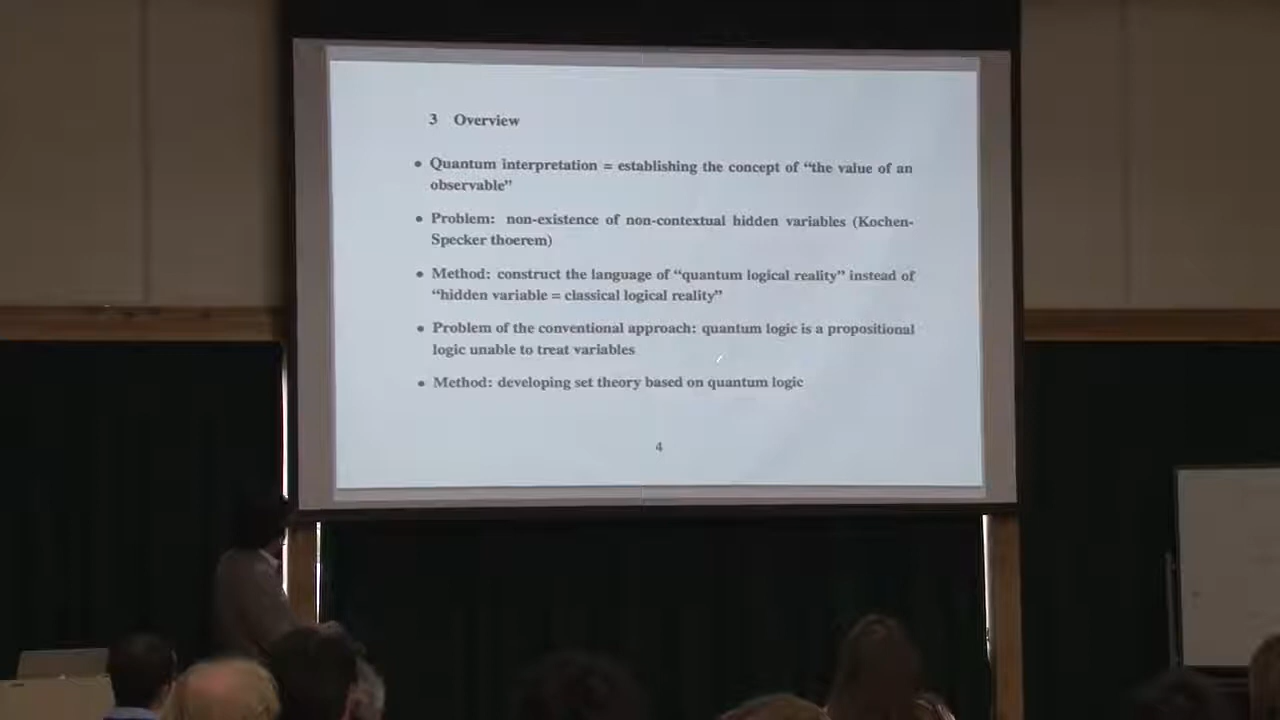 3 Overview
• Quantum interpretation = establishing the concept of “the value of an
observable”
• Problem: non-existence of non-contextual hidden variables (Kochen-
Specker thoerem)
• Method: construct the language of “quantum logical reality” instead of
“hidden variable = classical logical reality”
• Problem of the conventional approach: quantum logic is a propositional
logic unable to treat variables
• Method: developing set theory based on quantum logic
4